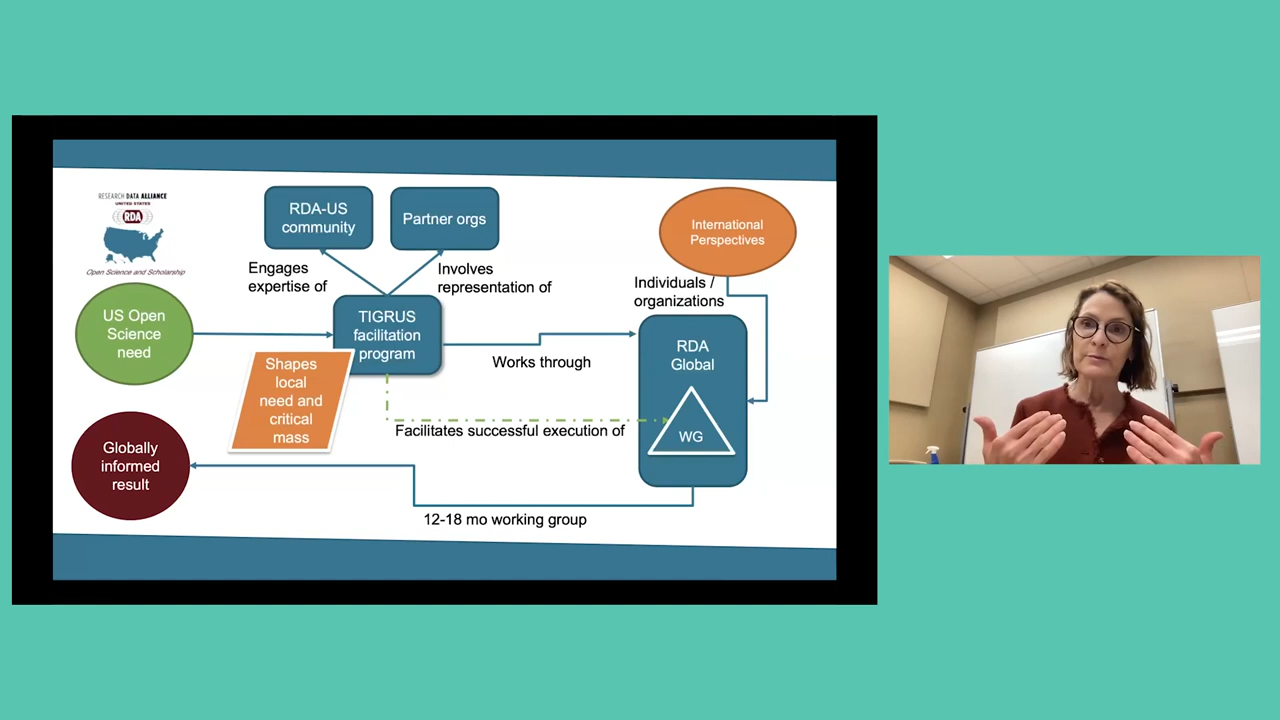 RESEARCH DATA ALLIANCE
UNITED STATES
RDA
Open Science and Scholarship
RDA-US
community
Partner orgs
International
Perspectives
Engages
expertise of
Involves
representation of
Individuals /
organizations
US Open
Science
need
TIGRUS
facilitation
program
Works through
RDA
Global
Shapes
local
need and
critical
mass
Facilitates successful execution of
WG
Globally
informed
result
12-18 mo working group